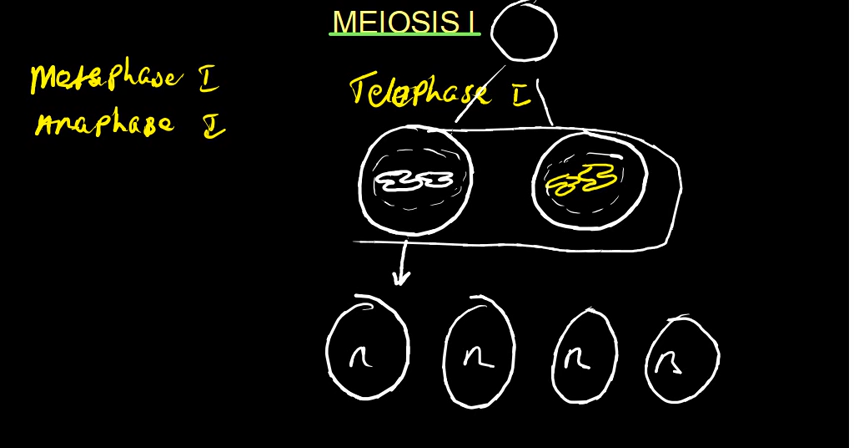 MEIOSIS I
Metaphase I
Telophase I
Anaphase I
n n n n